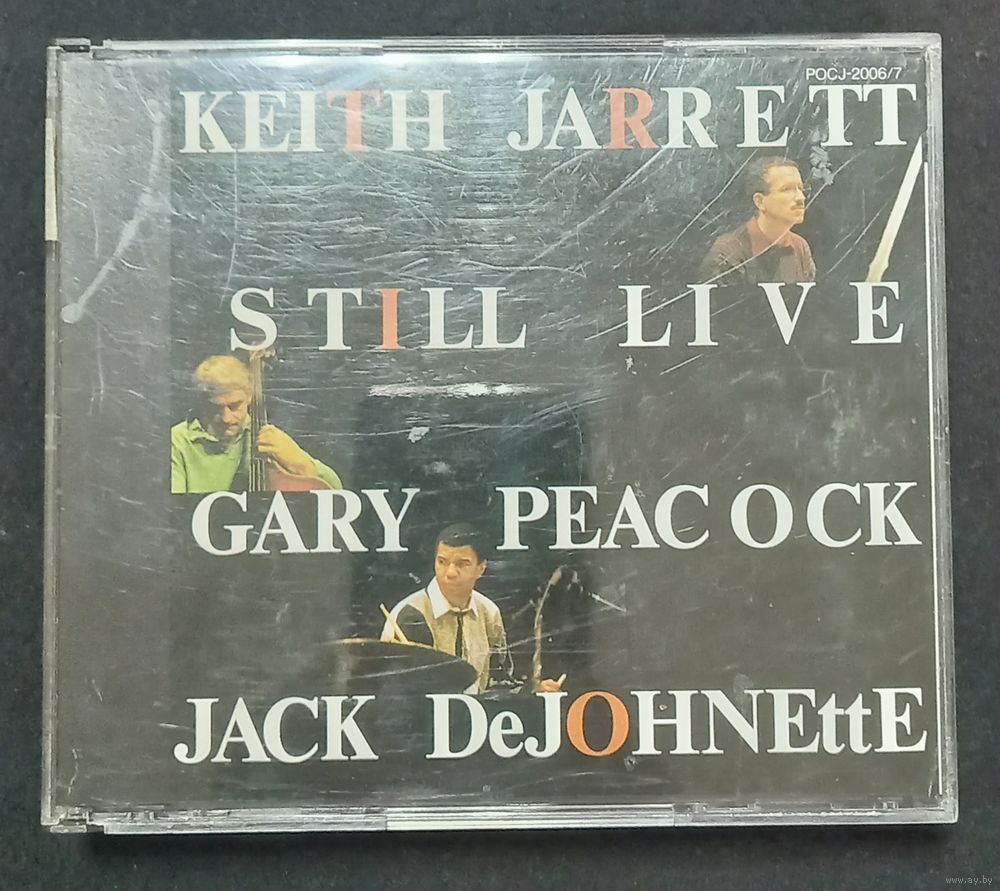 POCJ-2006/7
KEITH JARRETT
STILL LIVE
GARY PEACOCK
JACK DeJOHNEttE
www.ay.by